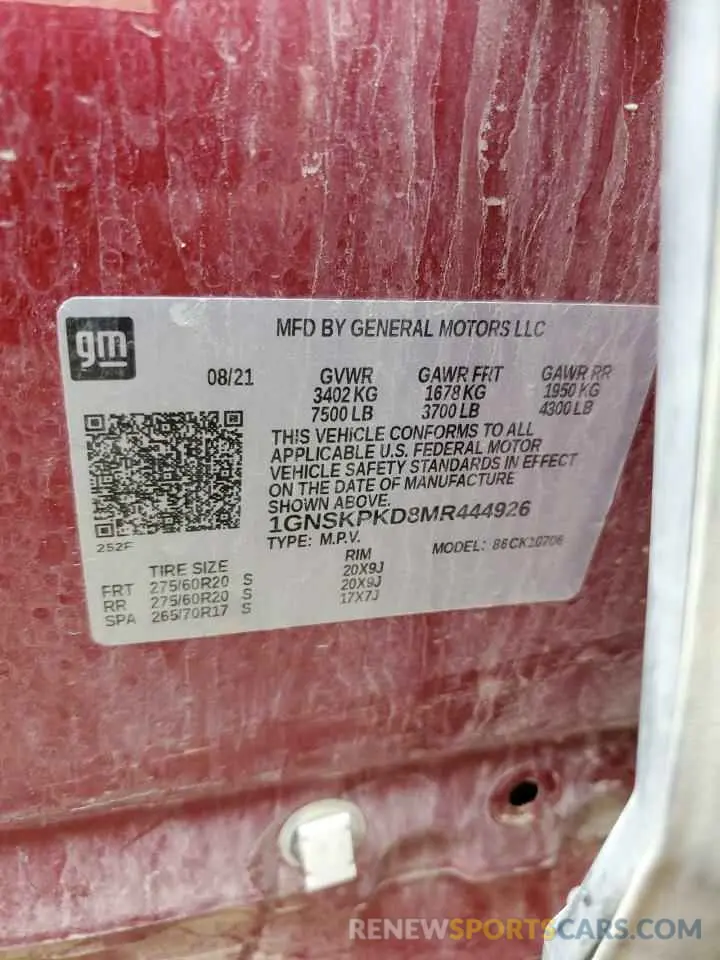 gm
MFD BY GENERAL MOTORS LLC
08/21 GVWR GAWR FRT GAWR RR
3402 KG 1678 KG 1950 KG
7500 LB 3700 LB 4300 LB
THIS VEHICLE CONFORMS TO ALL
APPLICABLE U.S. FEDERAL MOTOR
VEHICLE SAFETY STANDARDS IN EFFECT
ON THE DATE OF MANUFACTURE
SHOWN ABOVE.
1GNSKPKD8MR444926
252F
TYPE: M.P.V. MODEL: 86CK10706
TIRE SIZE RIM
FRT 275/60R20 S 20X9J
RR 275/60R20 S 20X9J
SPA 265/70R17 S 17X7J
RENEWSPORTSCARS.COM